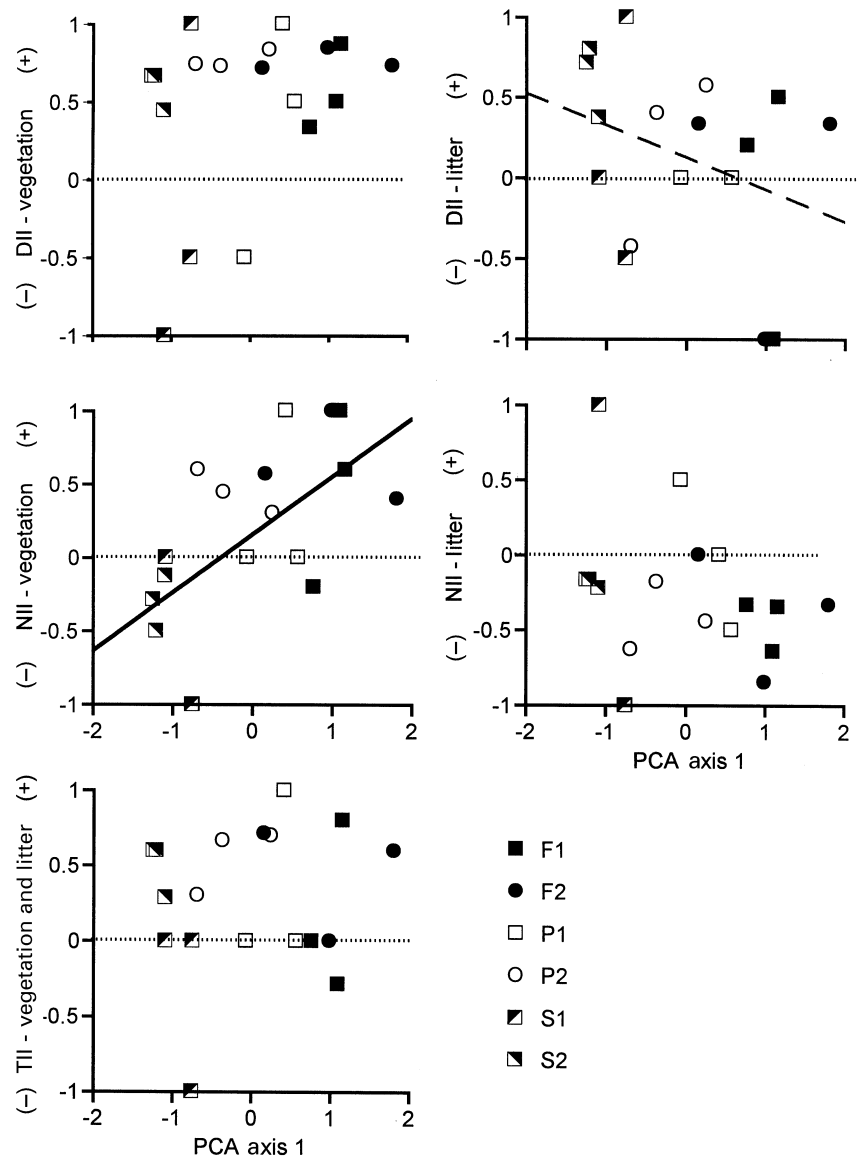 DII - vegetation
(+)
(–)
1
0.5
0
-0.5
-1
DII - litter
(+)
(–)
1
0.5
0
-0.5
-1
NII - vegetation
(+)
(–)
1
0.5
0
-0.5
-1
-2 -1 0 1 2
NII - litter
(+)
(–)
1
0.5
0
-0.5
-1
-2 -1 0 1 2
PCA axis 1
TII - vegetation and litter
(+)
(–)
1
0.5
0
-0.5
-1
-2 -1 0 1 2
PCA axis 1
F1
F2
P1
P2
S1
S2